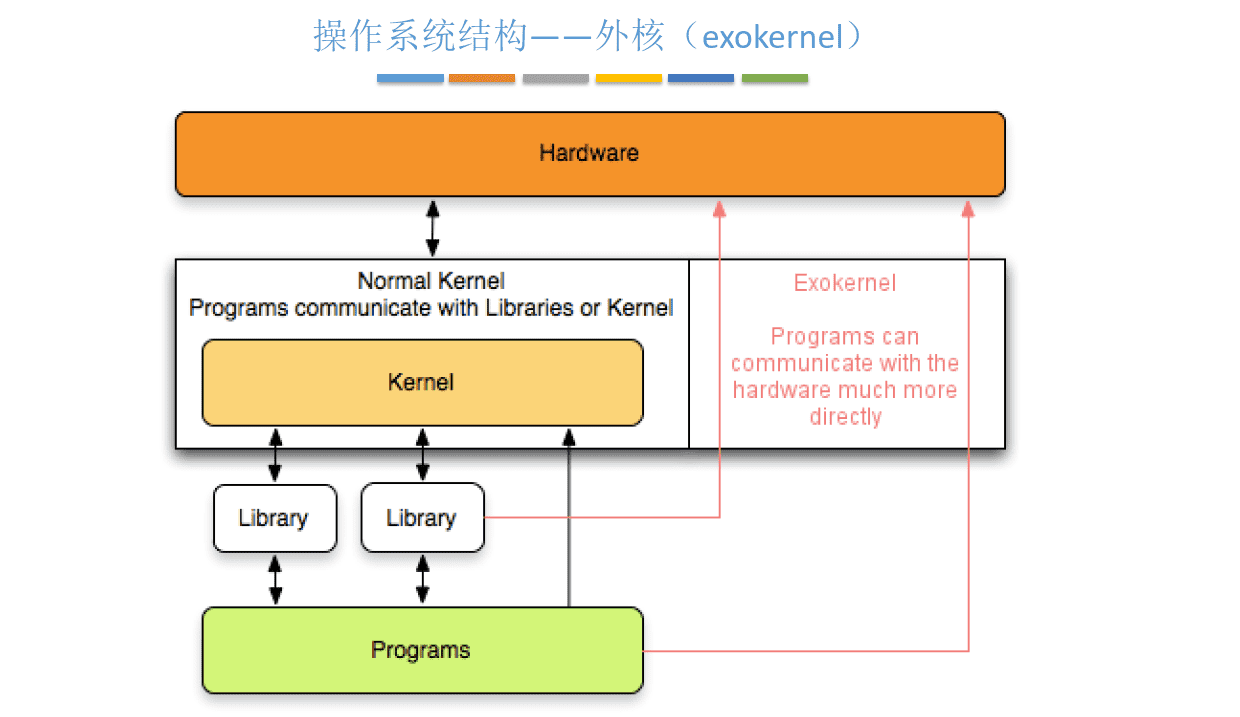 操作系统结构——外核（exokernel）
Hardware
Normal Kernel
Programs communicate with Libraries or Kernel
Kernel
Exokernel
Programs can
communicate with the
hardware much more
directly
Library
Library
Programs